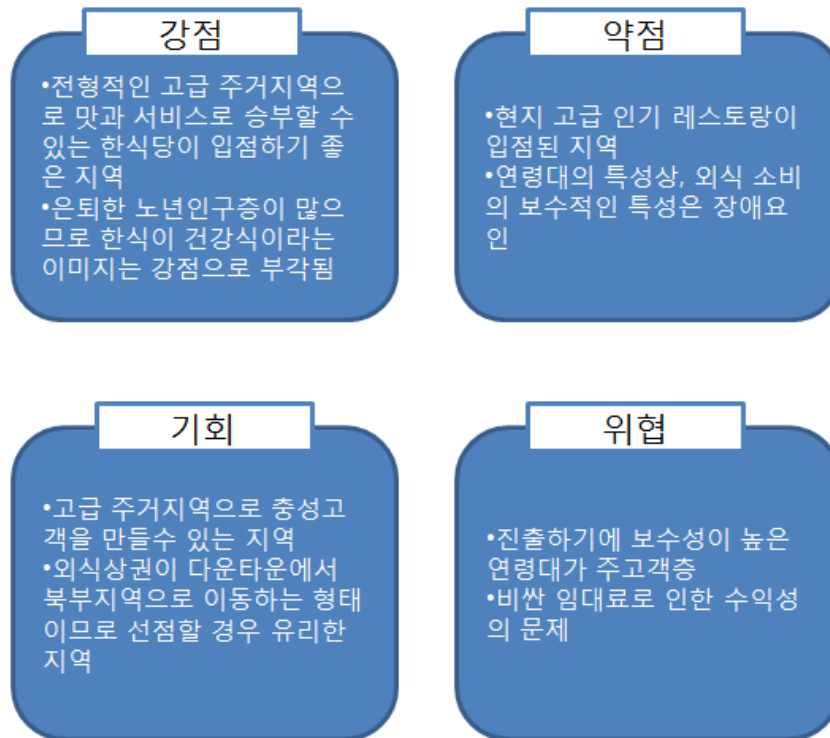 강점
•전형적인 고급 주거지역으
로 맛과 서비스로 승부할 수
있는 한식당이 입점하기 좋
은 지역
•은퇴한 노년인구층이 많으
므로 한식이 건강식이라는
이미지는 강점으로 부각됨
약점
•현지 고급 인기 레스토랑이
입점된 지역
•연령대의 특성상, 외식 소비
의 보수적인 특성은 장애요
인
기회
•고급 주거지역으로 충성고
객을 만들수 있는 지역
•외식상권이 다운타운에서
북부지역으로 이동하는 형태
이므로 선점할 경우 유리한
지역
위협
•진출하기에 보수성이 높은
연령대가 주고객층
•비싼 임대료로 인한 수익성
의 문제